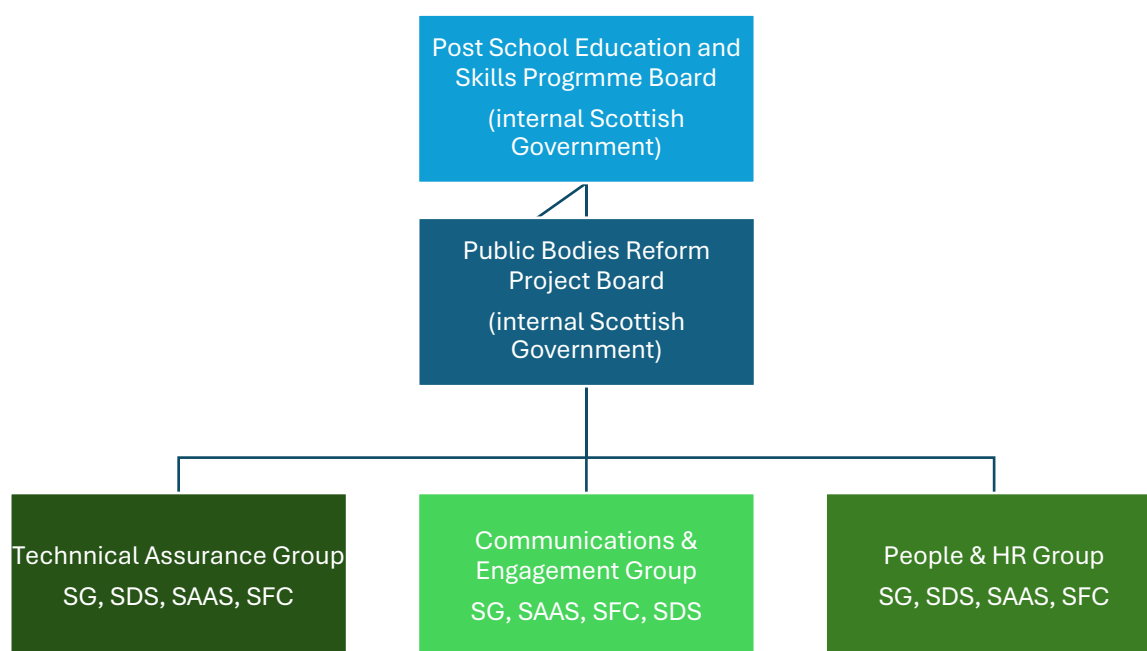 Post School Education and
Skills Progrmme Board
(internal Scottish
Government)
Public Bodies Reform
Project Board
(internal Scottish
Government)
Technnical Assurance Group
SG, SDS, SAAS, SFC
Communications &
Engagement Group
SG, SAAS, SFC, SDS
People & HR Group
SG, SDS, SAAS, SFC